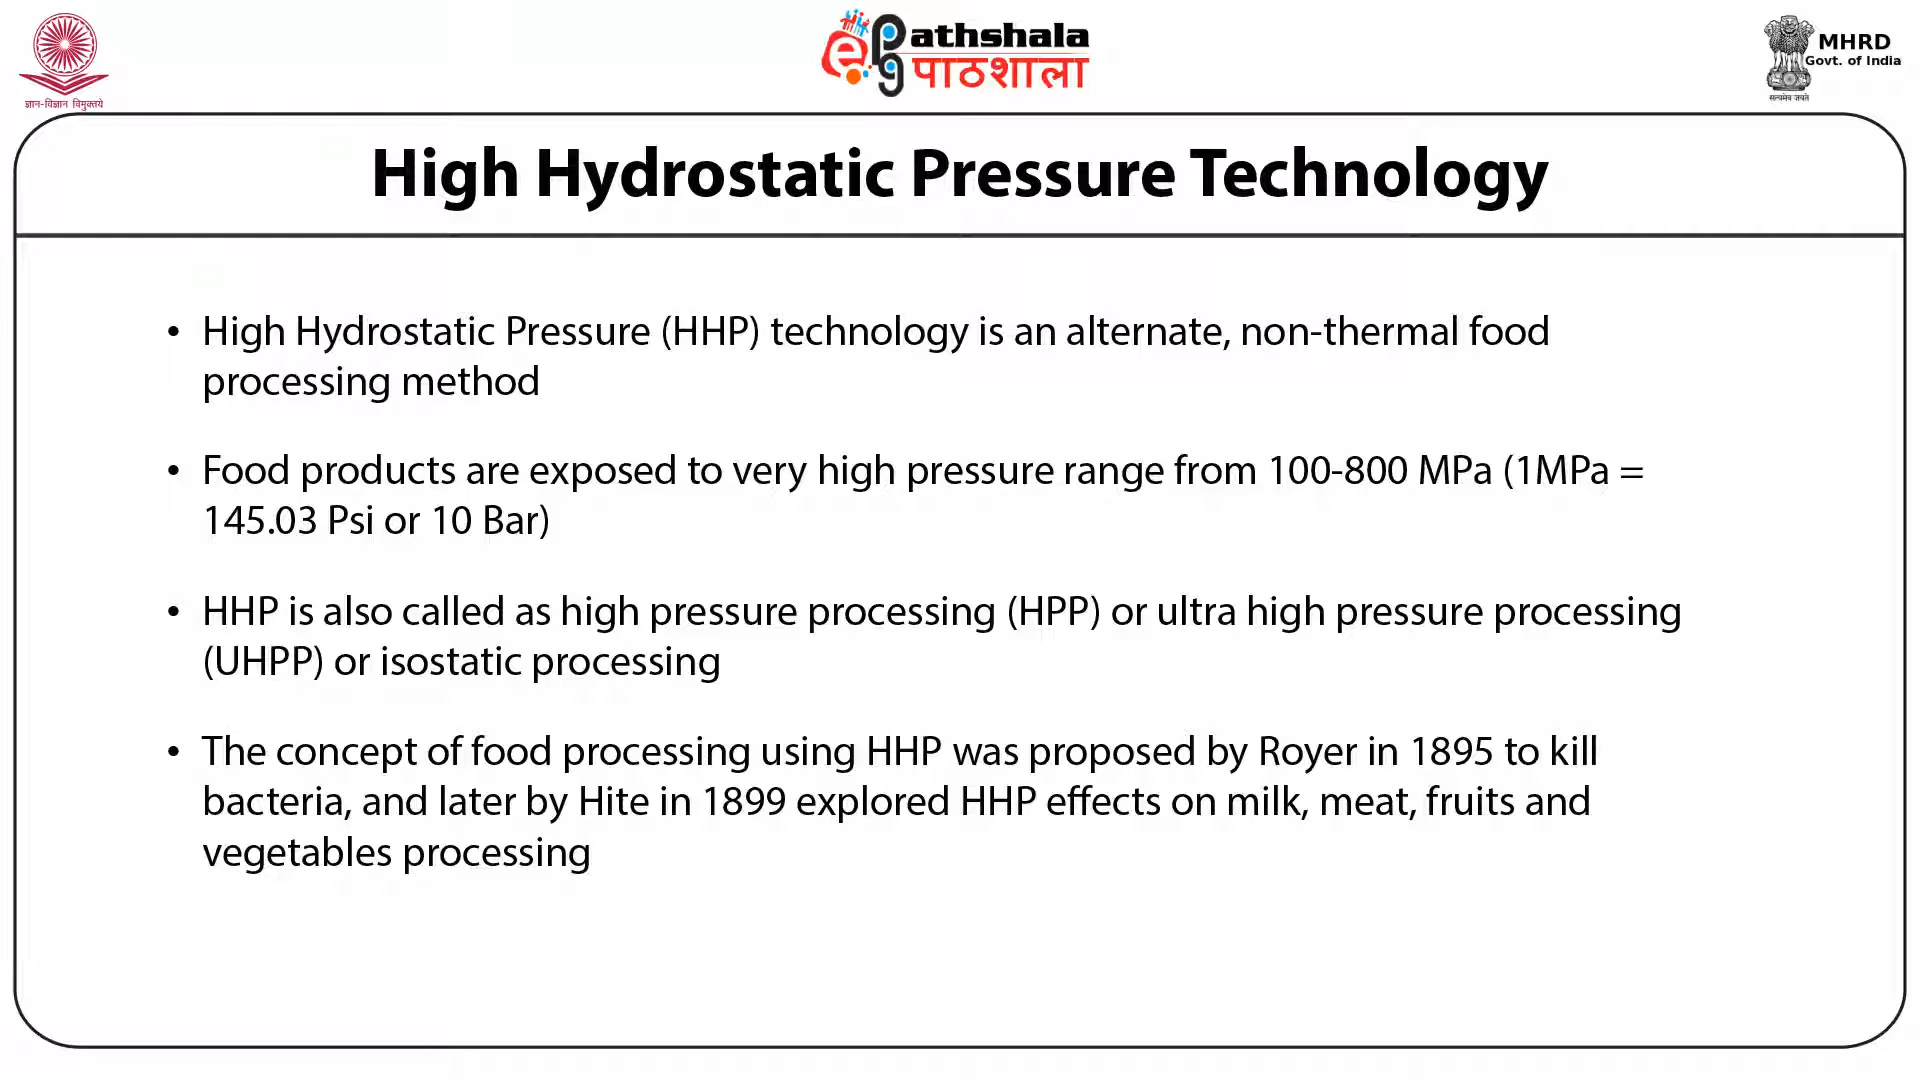 ज्ञान-विज्ञान विमुक्तये
ePathshala
पाठशाला
MHRD
Govt. of India
सत्यमेव जयते
High Hydrostatic Pressure Technology
• High Hydrostatic Pressure (HHP) technology is an alternate, non-thermal food
processing method
• Food products are exposed to very high pressure range from 100-800 MPa (1MPa =
145.03 Psi or 10 Bar)
• HHP is also called as high pressure processing (HPP) or ultra high pressure processing
(UHPP) or isostatic processing
• The concept of food processing using HHP was proposed by Royer in 1895 to kill
bacteria, and later by Hite in 1899 explored HHP effects on milk, meat, fruits and
vegetables processing